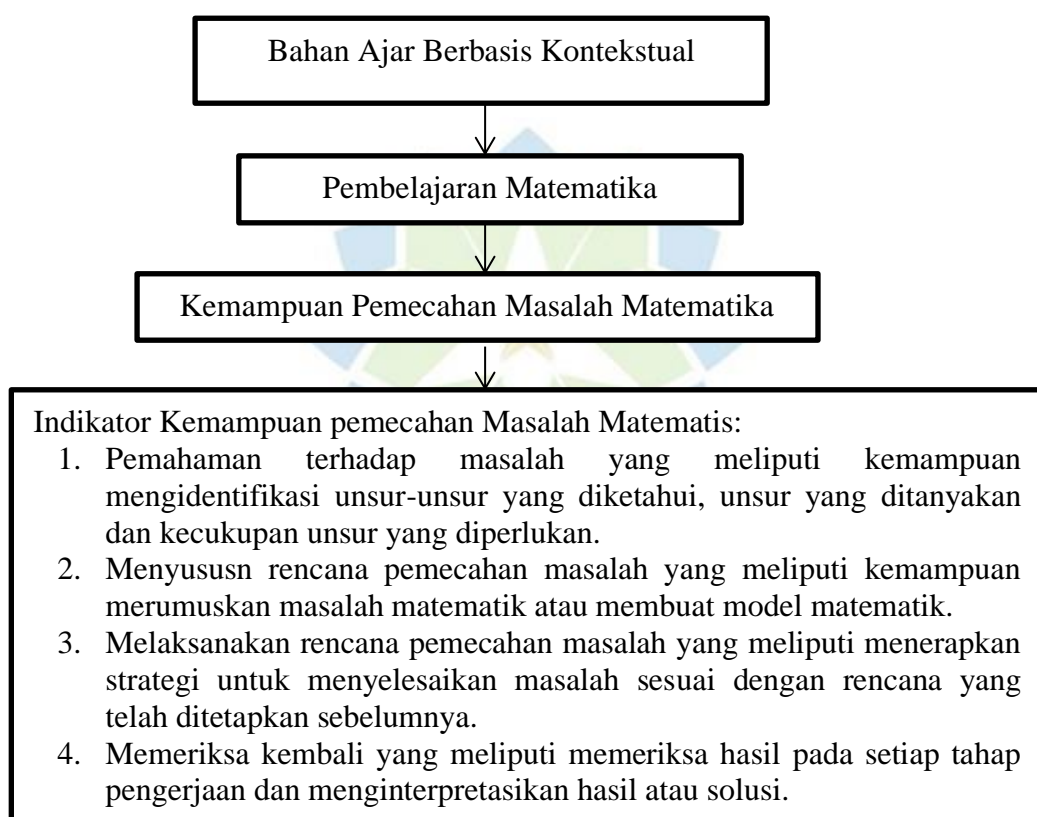 Bahan Ajar Berbasis Kontekstual
Pembelajaran Matematika
Kemampuan Pemecahan Masalah Matematika
Indikator Kemampuan pemecahan Masalah Matematis:
1. Pemahaman terhadap masalah yang meliputi kemampuan
mengidentifikasi unsur-unsur yang diketahui, unsur yang ditanyakan
dan kecukupan unsur yang diperlukan.
2. Menyususn rencana pemecahan masalah yang meliputi kemampuan
merumuskan masalah matematik atau membuat model matematik.
3. Melaksanakan rencana pemecahan masalah yang meliputi menerapkan
strategi untuk menyelesaikan masalah sesuai dengan rencana yang
telah ditetapkan sebelumnya.
4. Memeriksa kembali yang meliputi memeriksa hasil pada setiap tahap
pengerjaan dan menginterpretasikan hasil atau solusi.